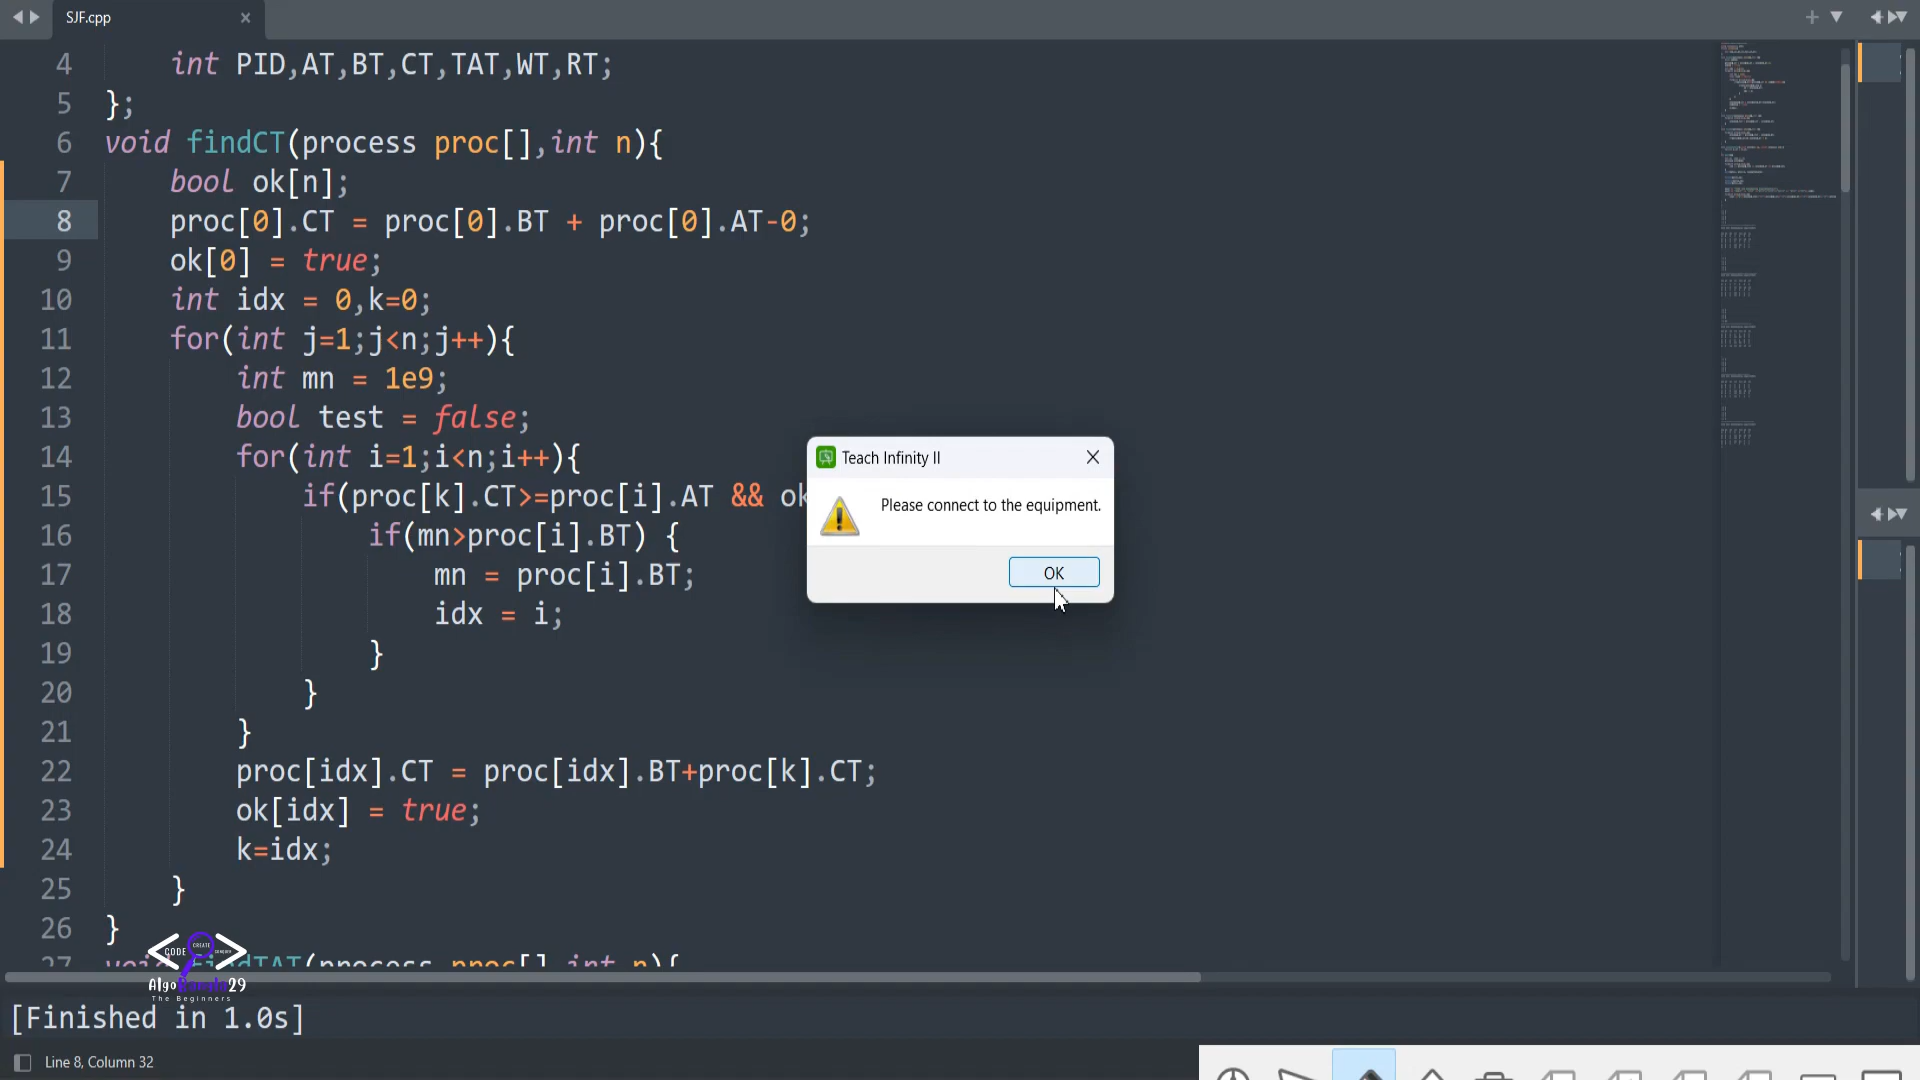 SJF.cpp
4 int PID,AT,BT,CT,TAT,WT,RT;
5 };
6 void findCT(process proc[],int n){
7 bool ok[n];
8 proc[0].CT = proc[0].BT + proc[0].AT-0;
9 ok[0] = true;
10 int idx = 0,k=0;
11 for(int j=1;j<n;j++){
12 int mn = 1e9;
13 bool test = false;
14 for(int i=1;i<n;i++){
15 if(proc[k].CT>=proc[i].AT && ok
16 if(mn>proc[i].BT) {
17 mn = proc[i].BT;
18 idx = i;
19 }
20 }
21 }
22 proc[idx].CT = proc[idx].BT+proc[k].CT;
23 ok[idx] = true;
24 k=idx;
25 }
26 }
27 void findTAT(process proc[],int n){
Teach Infinity II
Please connect to the equipment.
OK
CODE CREATE
AlgoBangla29
The Beginners
[Finished in 1.0s]
Line 8, Column 32